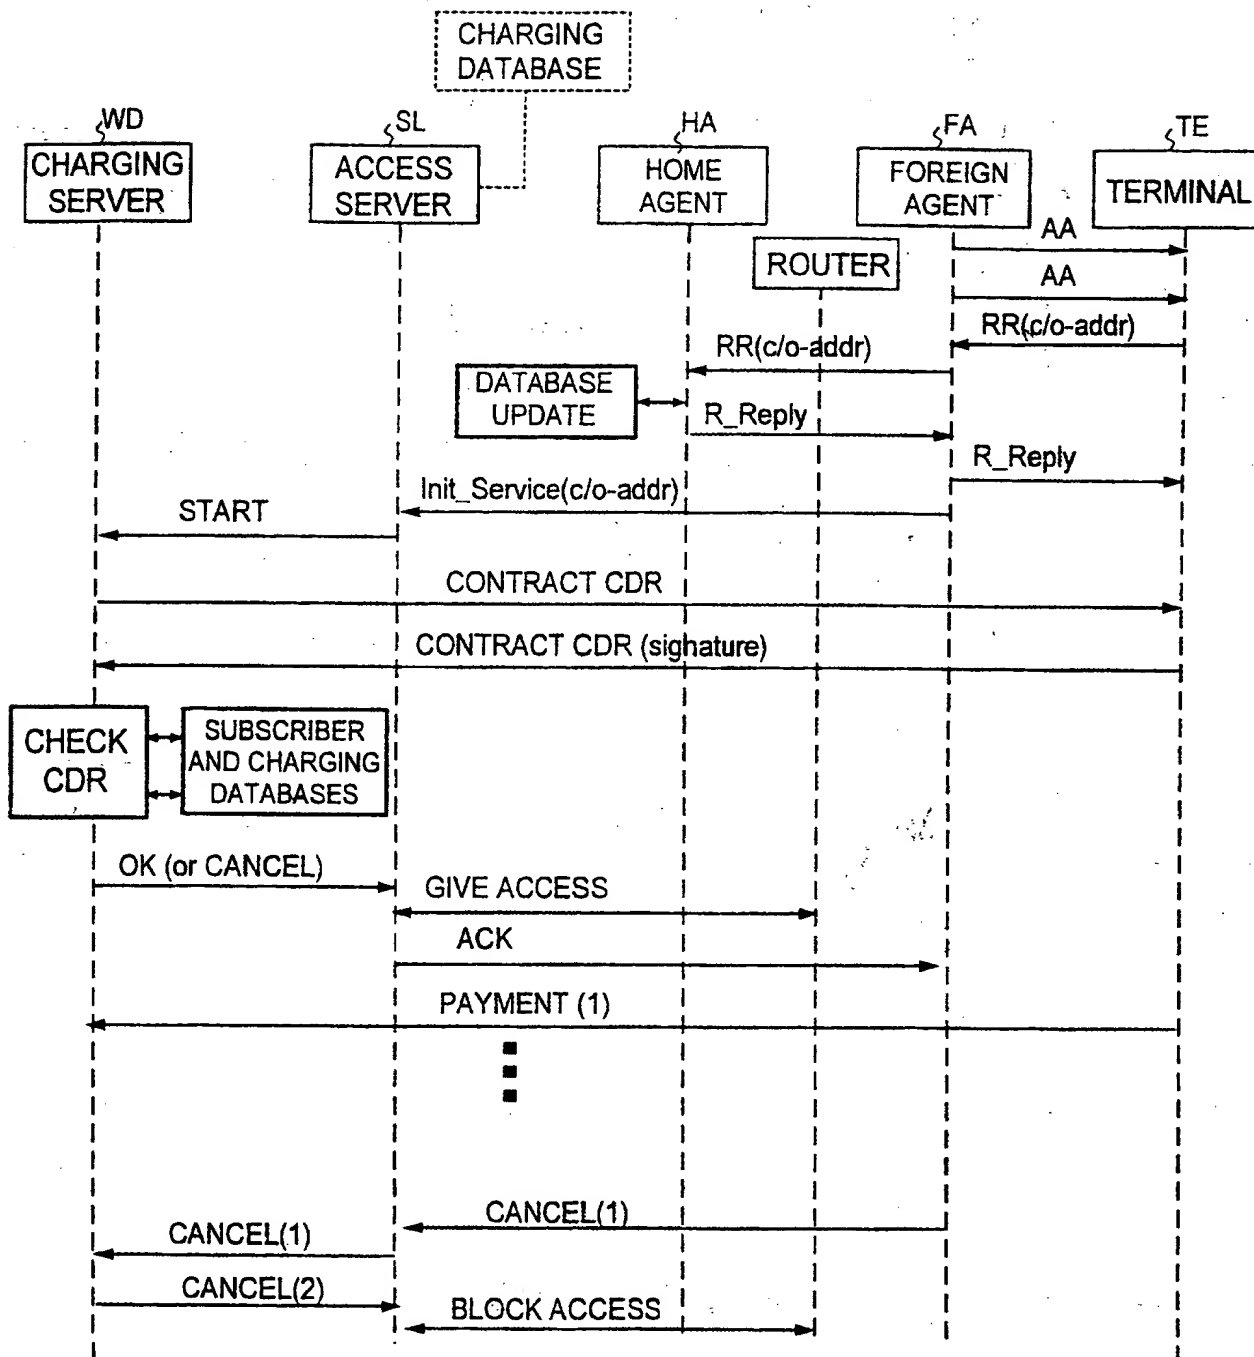 CHARGING
DATABASE
WD
SL
HA
FA
TE
CHARGING
SERVER
ACCESS
SERVER
HOME
AGENT
FOREIGN
AGENT
TERMINAL
AA
ROUTER
AA
RR(c/o-addr)
RR(c/o-addr)
DATABASE
UPDATE
R_Reply
R_Reply
Init_Service(c/o-addr)
START
CONTRACT CDR
CONTRACT CDR (signature)
CHECK
CDR
SUBSCRIBER
AND CHARGING
DATABASES
OK (or CANCEL)
GIVE ACCESS
ACK
PAYMENT (1)
CANCEL(1)
CANCEL(1)
CANCEL(2)
BLOCK ACCESS